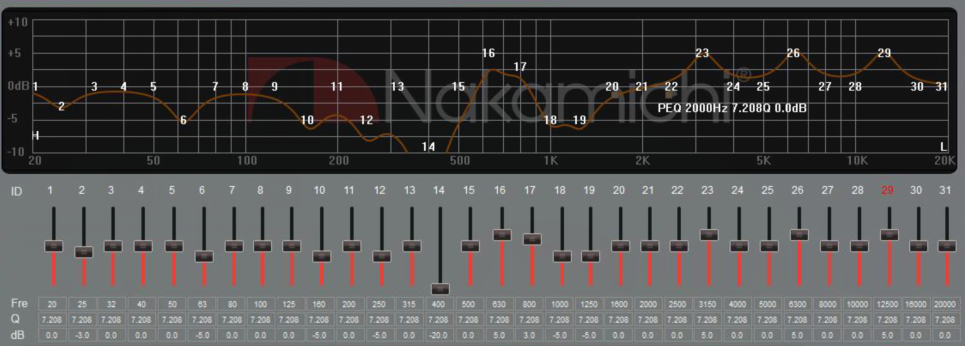 +10
+5
0dB
-5
-10
1 2 3 4 5 6 7 8 9 10 11 12 13 14 15 16 17 18 19 20 21 22 23 24 25 26 27 28 29 30 31
Nakamichi®
PEQ 2000Hz 7.208Q 0.0dB
H L
20 50 100 200 500 1K 2K 5K 10K 20K
ID 1 2 3 4 5 6 7 8 9 10 11 12 13 14 15 16 17 18 19 20 21 22 23 24 25 26 27 28 29 30 31
Fre 20 25 32 40 50 63 80 100 125 160 200 250 315 400 500 630 800 1000 1250 1600 2000 2500 3150 4000 5000 6300 8000 10000 12500 16000 20000
Q 7.208 7.208 7.208 7.208 7.208 7.208 7.208 7.208 7.208 7.208 7.208 7.208 7.208 7.208 7.208 7.208 7.208 7.208 7.208 7.208 7.208 7.208 7.208 7.208 7.208 7.208 7.208 7.208 7.208 7.208 7.208
dB 0.0 -3.0 0.0 0.0 0.0 -5.0 0.0 0.0 0.0 -5.0 0.0 -5.0 0.0 -20.0 0.0 5.0 3.0 -5.0 -5.0 0.0 0.0 0.0 5.0 0.0 0.0 5.0 0.0 0.0 5.0 0.0 0.0